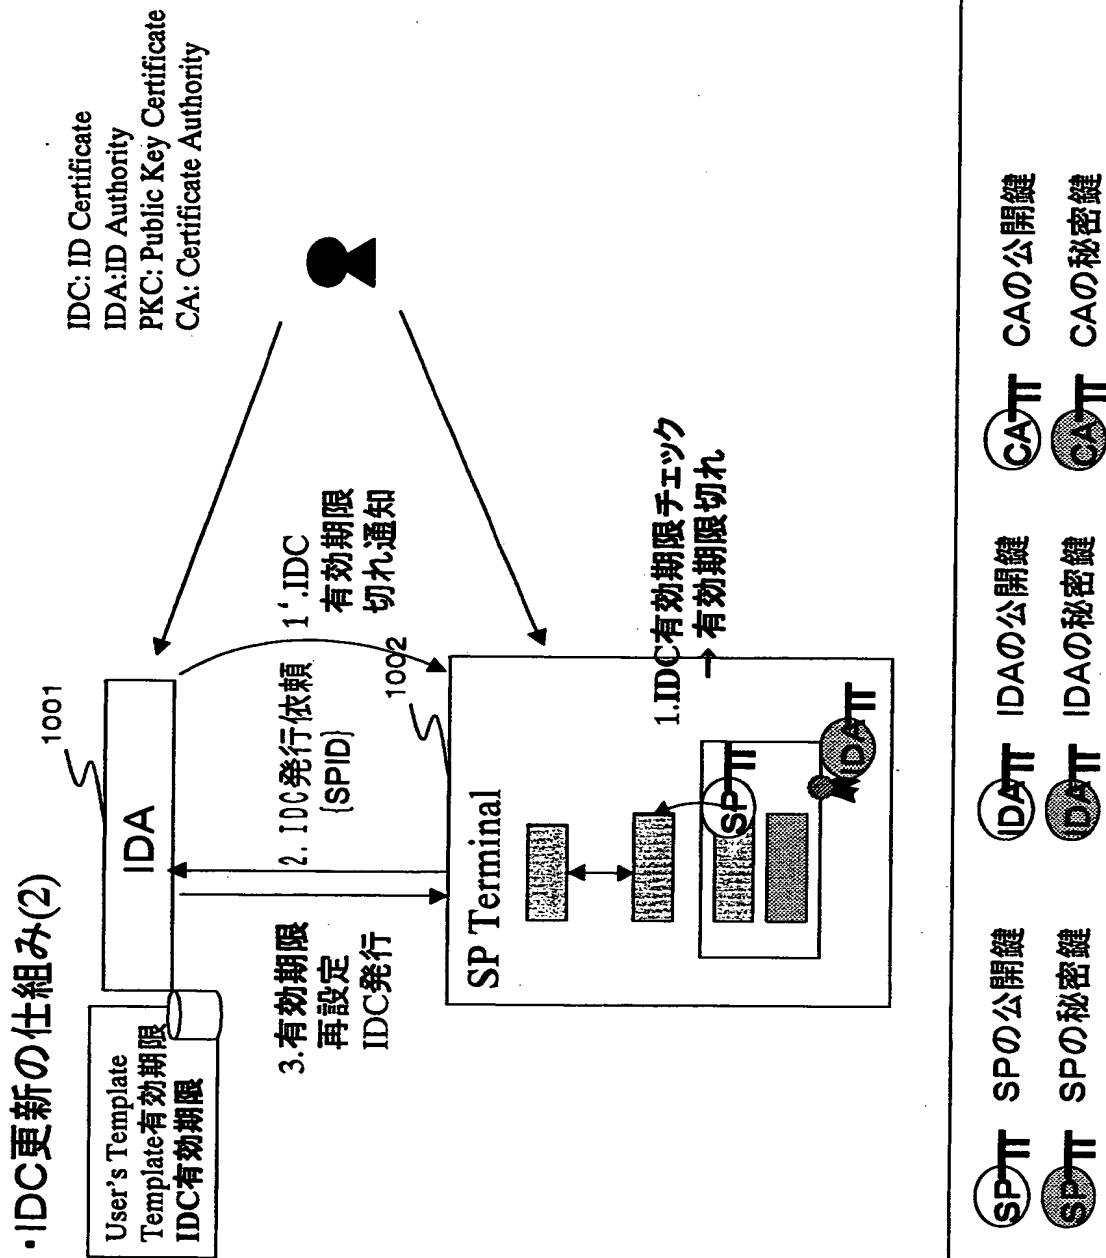 ・IDC更新の仕組み(2)
IDC: ID Certificate
IDA:ID Authority
PKC: Public Key Certificate
CA: Certificate Authority
User's Template
Template有効期限
IDC有効期限
IDA
1001
3.有効期限
再設定
IDC発行
2.IDC発行依頼
{SPID}
1'.IDC
有効期限
切れ通知
1002
SP Terminal
SP
IDA
1.IDC有効期限チェック
→有効期限切れ
SP SPの公開鍵
IDA IDAの公開鍵
CA CAの公開鍵
SP SPの秘密鍵
IDA IDAの秘密鍵
CA CAの秘密鍵